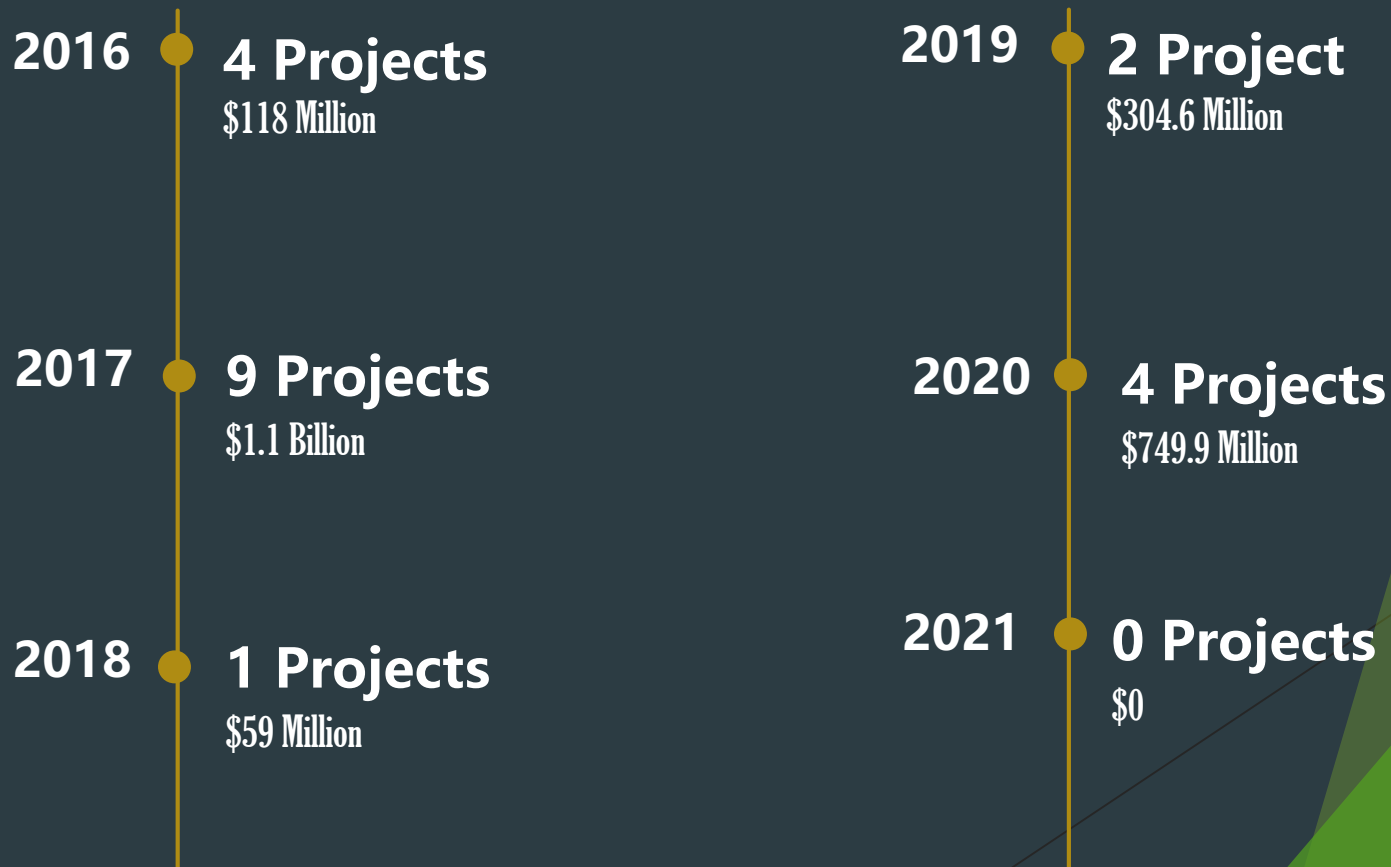 2016
4 Projects
$118 Million
2017
9 Projects
$1.1 Billion
2018
1 Projects
$59 Million
2019
2 Project
$304.6 Million
2020
4 Projects
$749.9 Million
2021
0 Projects
$0